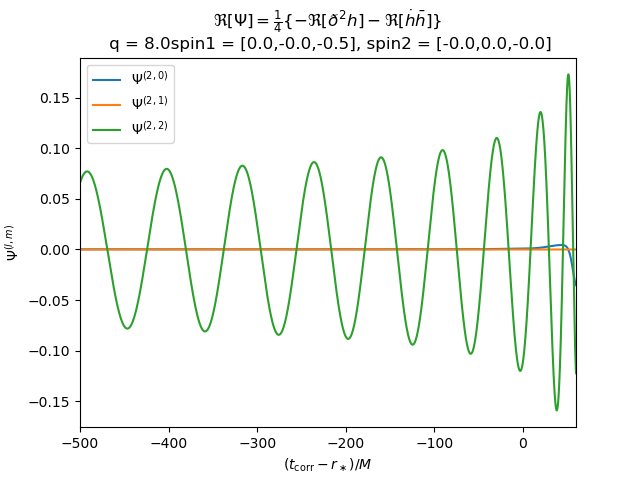 ℜ[Ψ] = 1/4{−ℜ[ð²h] − ℜ[ḣh̄]}
q = 8.0spin1 = [0.0,-0.0,-0.5], spin2 = [-0.0,0.0,-0.0]
Ψ^(2,0)
Ψ^(2,1)
Ψ^(2,2)
Ψ^(l,m)
0.15
0.10
0.05
0.00
−0.05
−0.10
−0.15
−500
−400
−300
−200
−100
0
(t_corr − r_*)/M